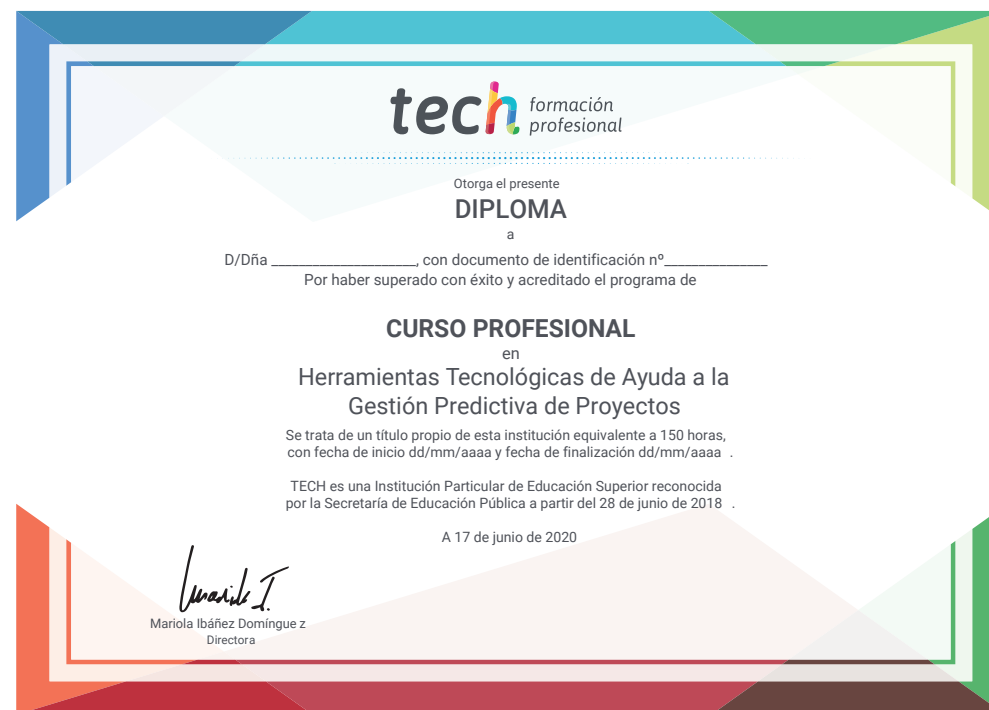 tech formación
profesional
Otorga el presente
DIPLOMA
a
D/Dña _____________________, con documento de identificación nº_______________
Por haber superado con éxito y acreditado el programa de
CURSO PROFESIONAL
en
Herramientas Tecnológicas de Ayuda a la
Gestión Predictiva de Proyectos
Se trata de un título propio de esta institución equivalente a 150 horas,
con fecha de inicio dd/mm/aaaa y fecha de finalización dd/mm/aaaa .
TECH es una Institución Particular de Educación Superior reconocida
por la Secretaría de Educación Pública a partir del 28 de junio de 2018 .
A 17 de junio de 2020
Mariola Ibáñez Domíngue z
Directora